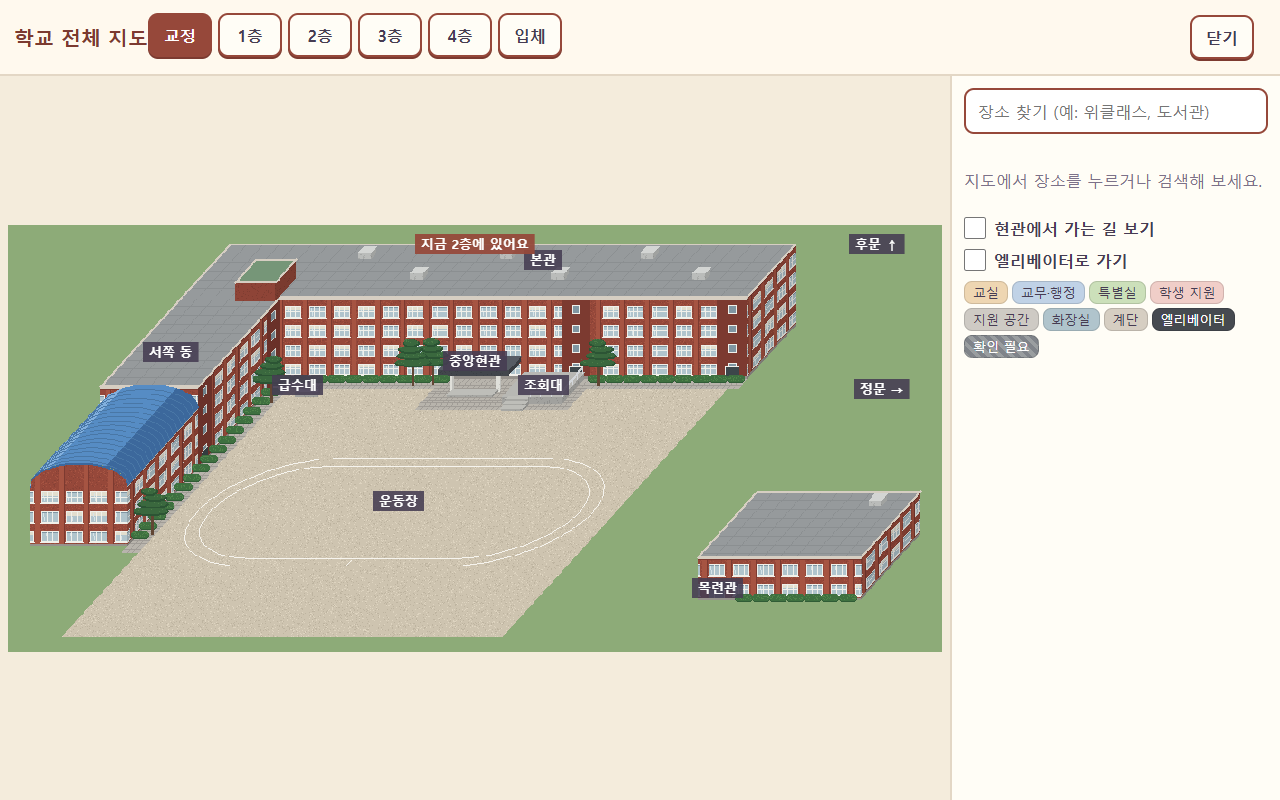 학교 전체 지도
교정
1층
2층
3층
4층
입체
닫기
장소 찾기 (예: 위클래스, 도서관)
지도에서 장소를 누르거나 검색해 보세요.
현관에서 가는 길 보기
엘리베이터로 가기
교실 교무·행정 특별실 학생 지원
지원 공간 화장실 계단 엘리베이터
확인 필요
지금 2층에 있어요
후문 ↑
본관
서쪽 동
중앙현관
급수대
조회대
정문 →
운동장
목련관